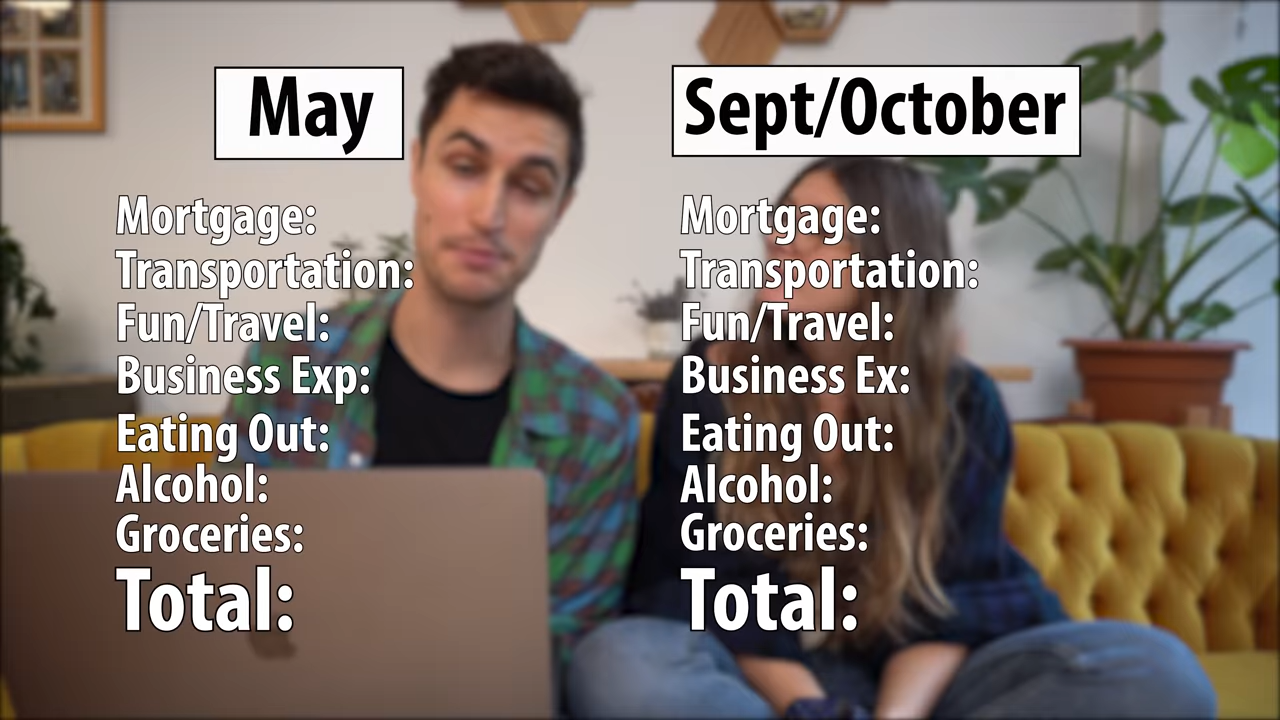 May
Mortgage:
Transportation:
Fun/Travel:
Business Exp:
Eating Out:
Alcohol:
Groceries:
Total:
Sept/October
Mortgage:
Transportation:
Fun/Travel:
Business Ex:
Eating Out:
Alcohol:
Groceries:
Total: